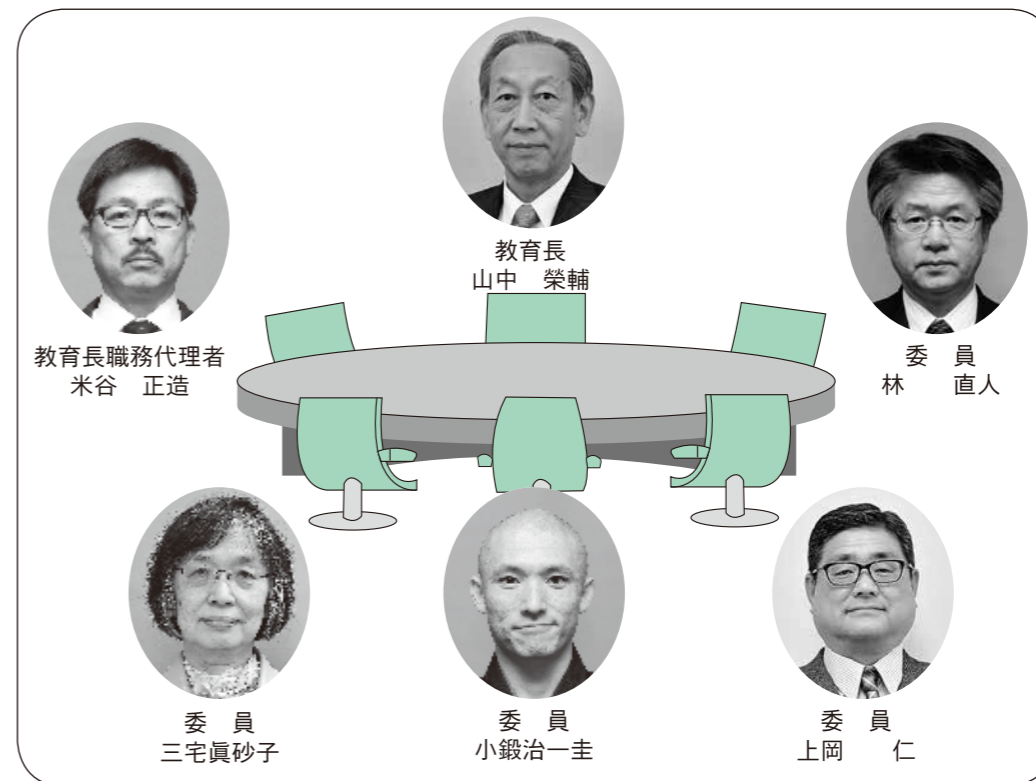 教育長
山中　榮輔
教育長職務代理者
米谷　正造
委　員
林　　直人
委　員
三宅眞砂子
委　員
小鍛治一圭
委　員
上岡　　仁